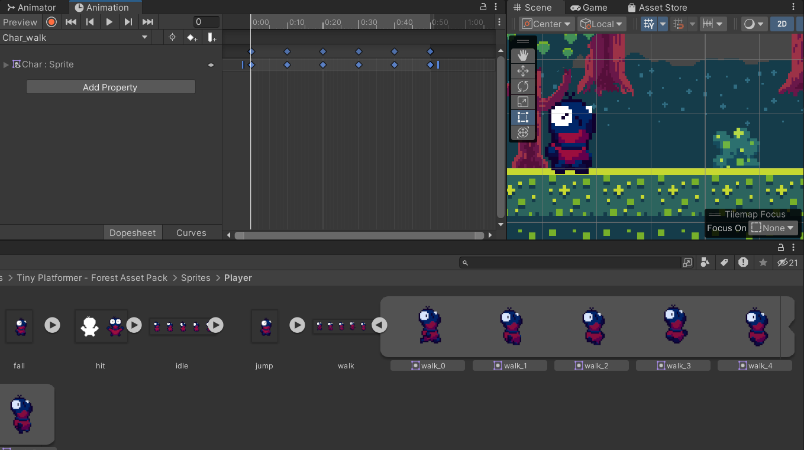 Animator Animation
Preview 0 0:00 0:10 0:20 0:30 0:40 0:50 1:00
Char_walk
Char : Sprite
Add Property
Dopesheet Curves
Scene Game Asset Store
Center Local 2D
Tilemap Focus
Focus On None
21
s > Tiny Platformer - Forest Asset Pack > Sprites > Player
fall hit idle jump walk walk_0 walk_1 walk_2 walk_3 walk_4